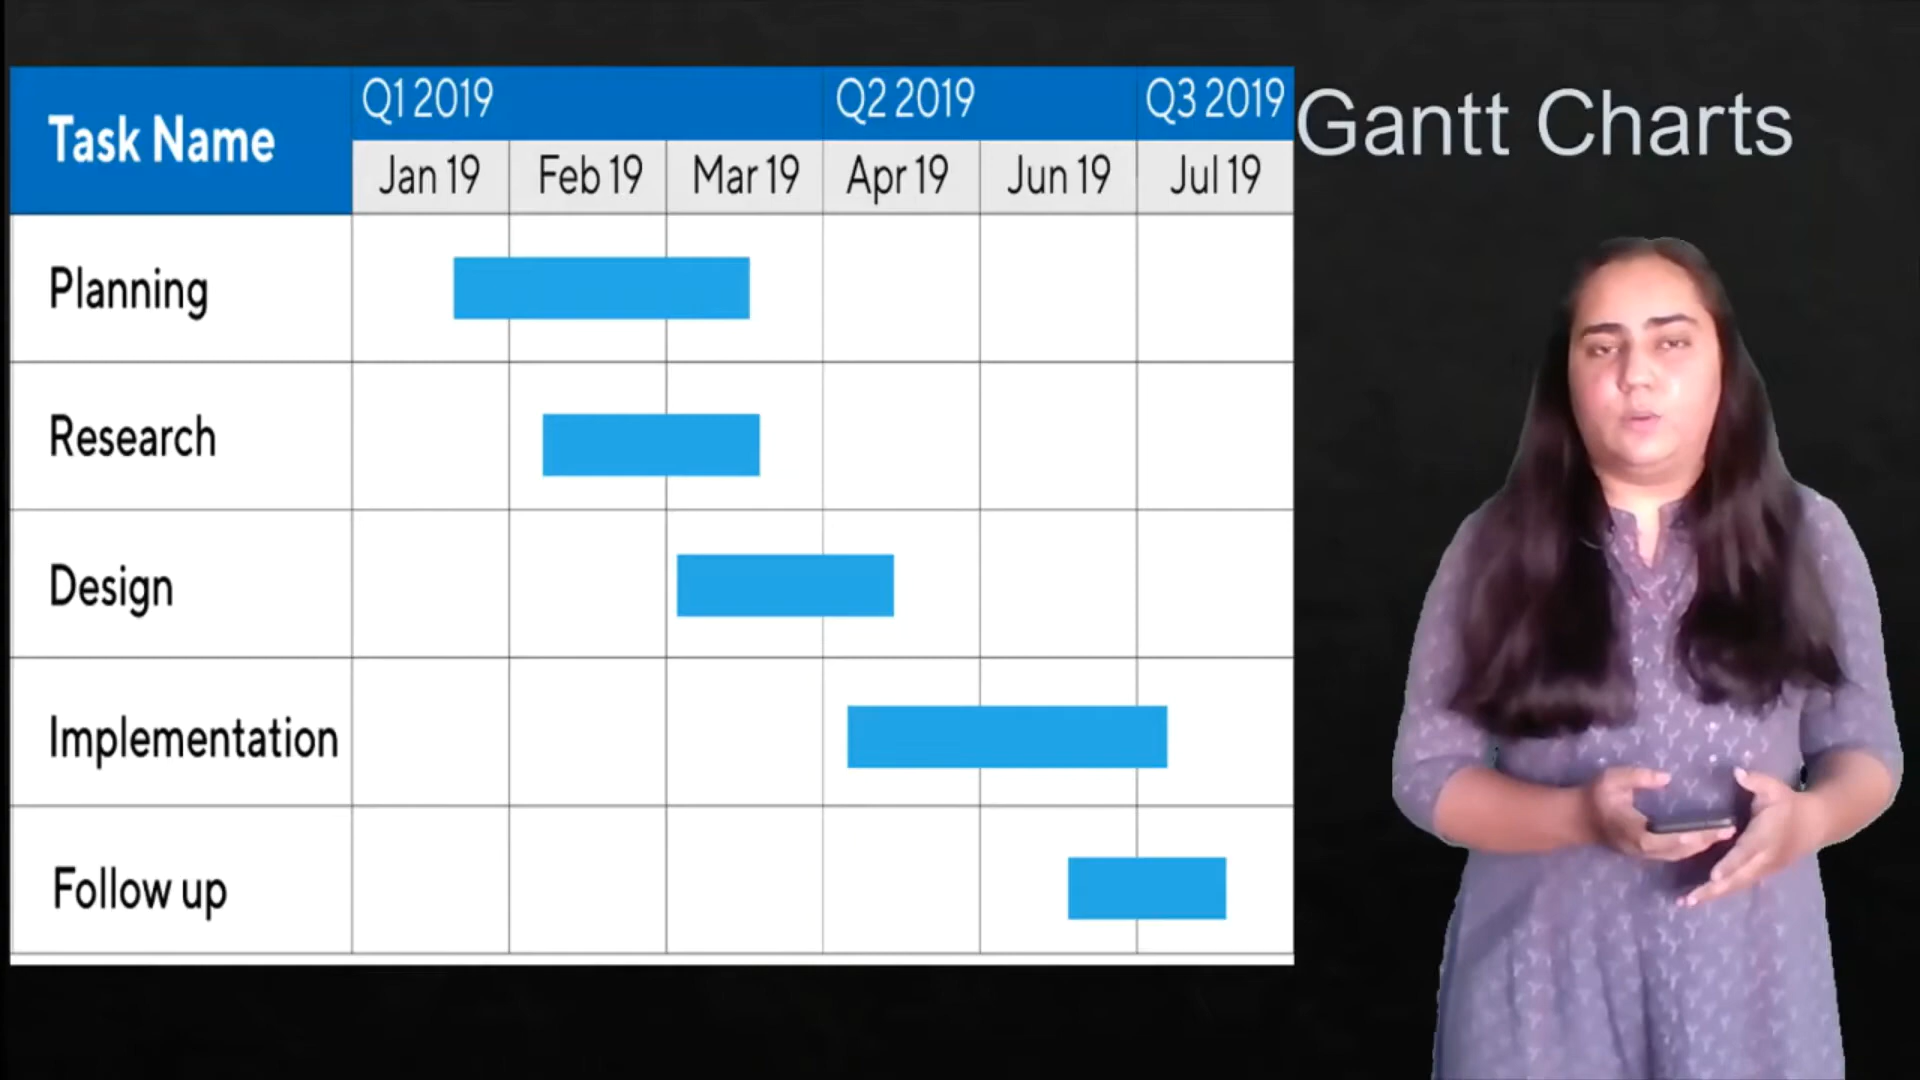 Gantt Charts
Task Name
Q1 2019
Q2 2019
Q3 2019
Jan 19
Feb 19
Mar 19
Apr 19
Jun 19
Jul 19
Planning
Research
Design
Implementation
Follow up